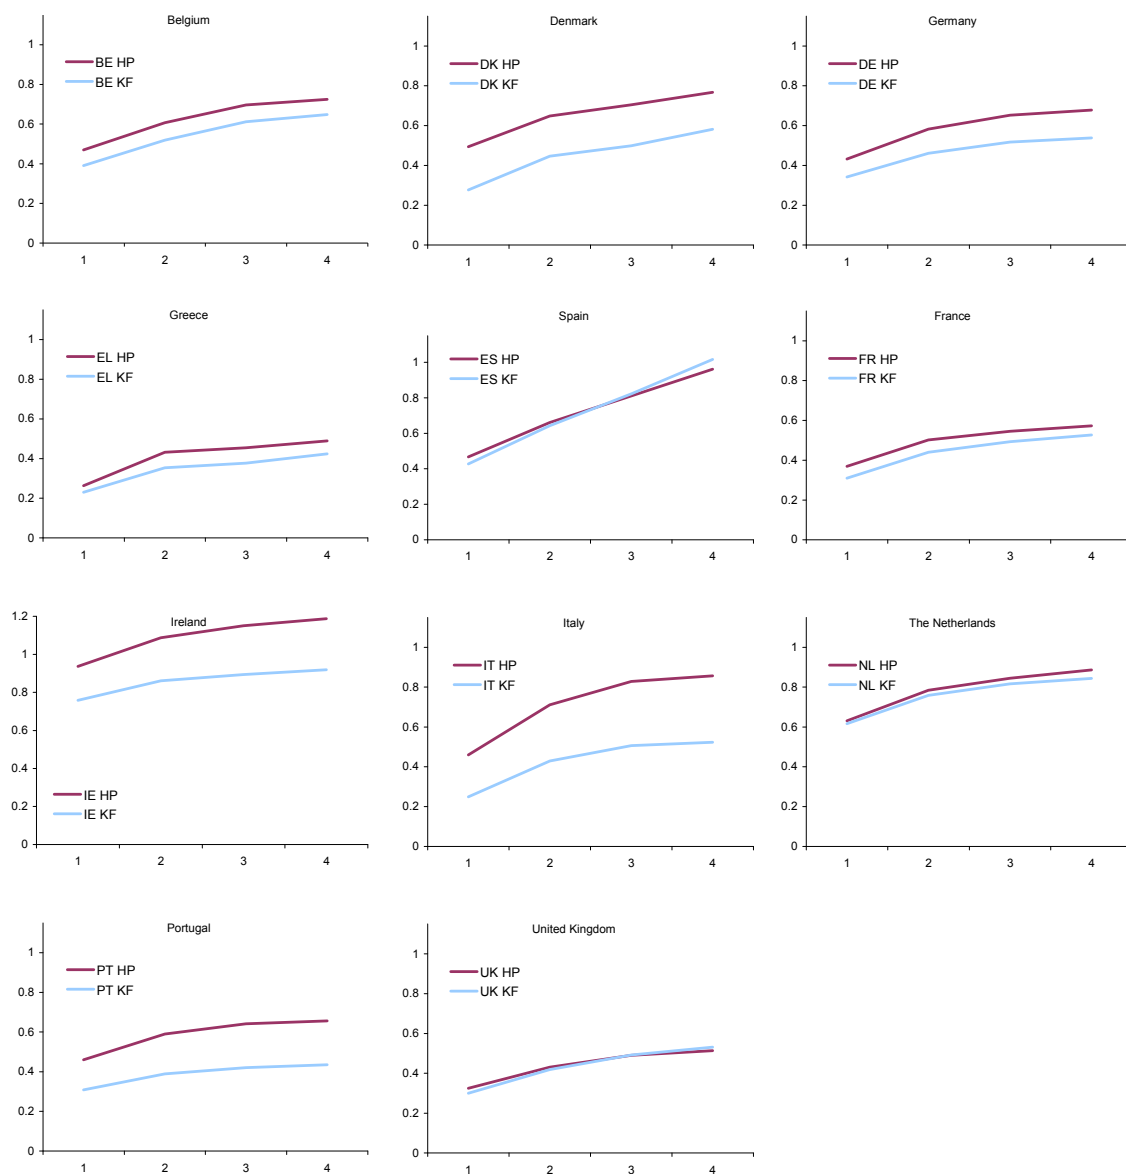 Belgium
1
0.8
0.6
0.4
0.2
0
BE HP
BE KF
1 2 3 4
Denmark
1
0.8
0.6
0.4
0.2
0
DK HP
DK KF
1 2 3 4
Germany
1
0.8
0.6
0.4
0.2
0
DE HP
DE KF
1 2 3 4
Greece
1
0.8
0.6
0.4
0.2
0
EL HP
EL KF
1 2 3 4
Spain
1
0.8
0.6
0.4
0.2
0
ES HP
ES KF
1 2 3 4
France
1
0.8
0.6
0.4
0.2
0
FR HP
FR KF
1 2 3 4
Ireland
1.2
1
0.8
0.6
0.4
0.2
0
IE HP
IE KF
1 2 3 4
Italy
1
0.8
0.6
0.4
0.2
0
IT HP
IT KF
1 2 3 4
The Netherlands
1
0.8
0.6
0.4
0.2
0
NL HP
NL KF
1 2 3 4
Portugal
1
0.8
0.6
0.4
0.2
0
PT HP
PT KF
1 2 3 4
United Kingdom
1
0.8
0.6
0.4
0.2
0
UK HP
UK KF
1 2 3 4